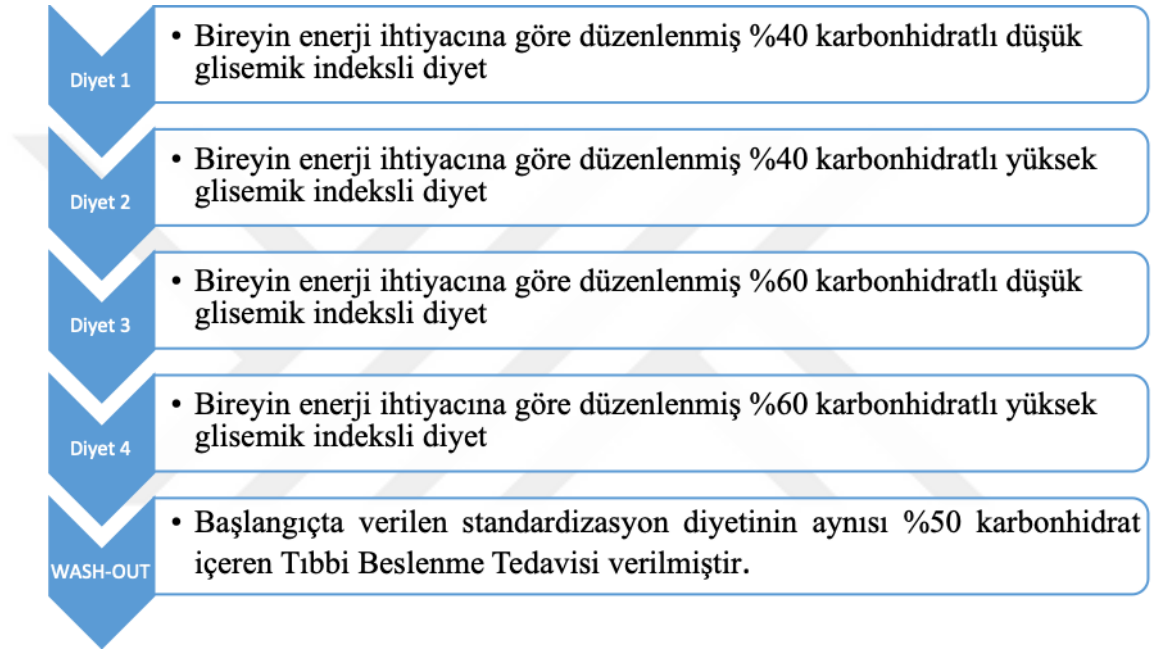 Diyet 1
• Bireyin enerji ihtiyacına göre düzenlenmiş %40 karbonhidratlı düşük
glisemik indeksli diyet
Diyet 2
• Bireyin enerji ihtiyacına göre düzenlenmiş %40 karbonhidratlı yüksek
glisemik indeksli diyet
Diyet 3
• Bireyin enerji ihtiyacına göre düzenlenmiş %60 karbonhidratlı düşük
glisemik indeksli diyet
Diyet 4
• Bireyin enerji ihtiyacına göre düzenlenmiş %60 karbonhidratlı yüksek
glisemik indeksli diyet
WASH-OUT
• Başlangıçta verilen standardizasyon diyetinin aynısı %50 karbonhidrat
içeren Tıbbi Beslenme Tedavisi verilmiştir.